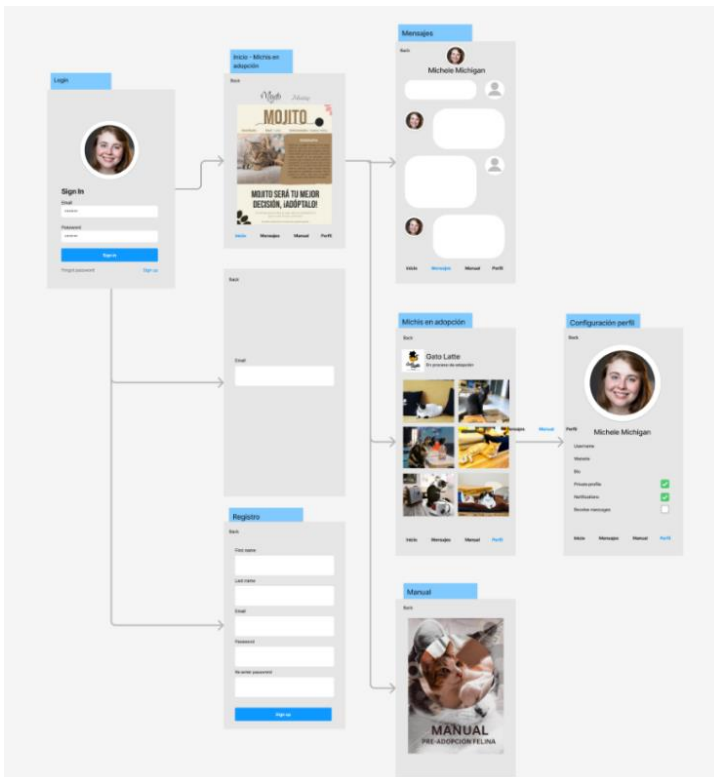 Login
Sign In
Email
Password
Sign in
Forgot password
Sign up
Inicio - Michis en
adopción
Back
MOJITO
MOJITO SERÁ TU MEJOR
DECISIÓN, ¡ADÓPTALO!
Inicio Mensajes Manual Perfil
Back
Email
Registro
Back
First name
Last name
Email
Password
Re-enter password
Sign up
Mensajes
Back
Michele Michigan
Inicio Mensajes Manual Perfil
Michis en adopción
Back
Gato Latte
En proceso de adopción
Mensajes Manual Perfil
Inicio Mensajes Manual Perfil
Configuración perfil
Back
Michele Michigan
Username
Website
Bio
Private profile
Notifications
Receive messages
Inicio Mensajes Manual Perfil
Manual
Back
MANUAL
PRE-ADOPCION FELINA